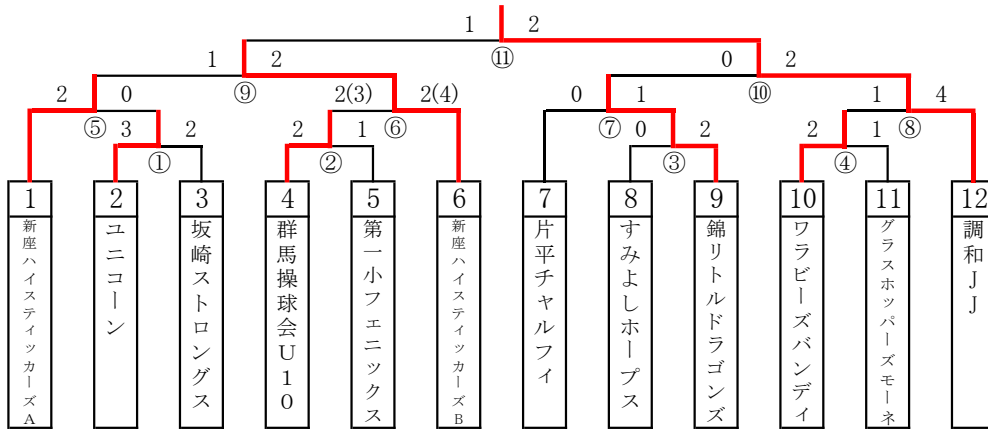 1 2
⑪
1 2 0 2
⑨ ⑩
2 0 2(3) 2(4) 0 1 1 4
⑤ ⑥ ⑦ ⑧
3 2 2 1 0 2 2 1
① ② ③ ④
1 2 3 4 5 6 7 8 9 10 11 12
新座ハイスティッカーズA
ユニコーン
坂崎ストロングス
群馬操球会U10
第一小フェニックス
新座ハイスティッカーズB
片平チャルフィ
すみよしホープス
錦リトルドラゴンズ
ワラビーズバンディ
グラスホッパーズモーネ
調和JJ